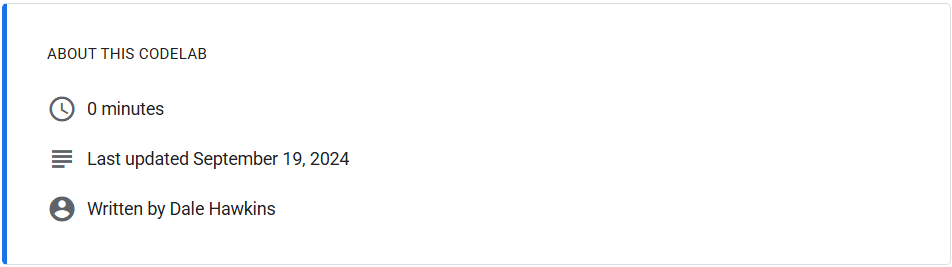 ABOUT THIS CODELAB
0 minutes
Last updated September 19, 2024
Written by Dale Hawkins